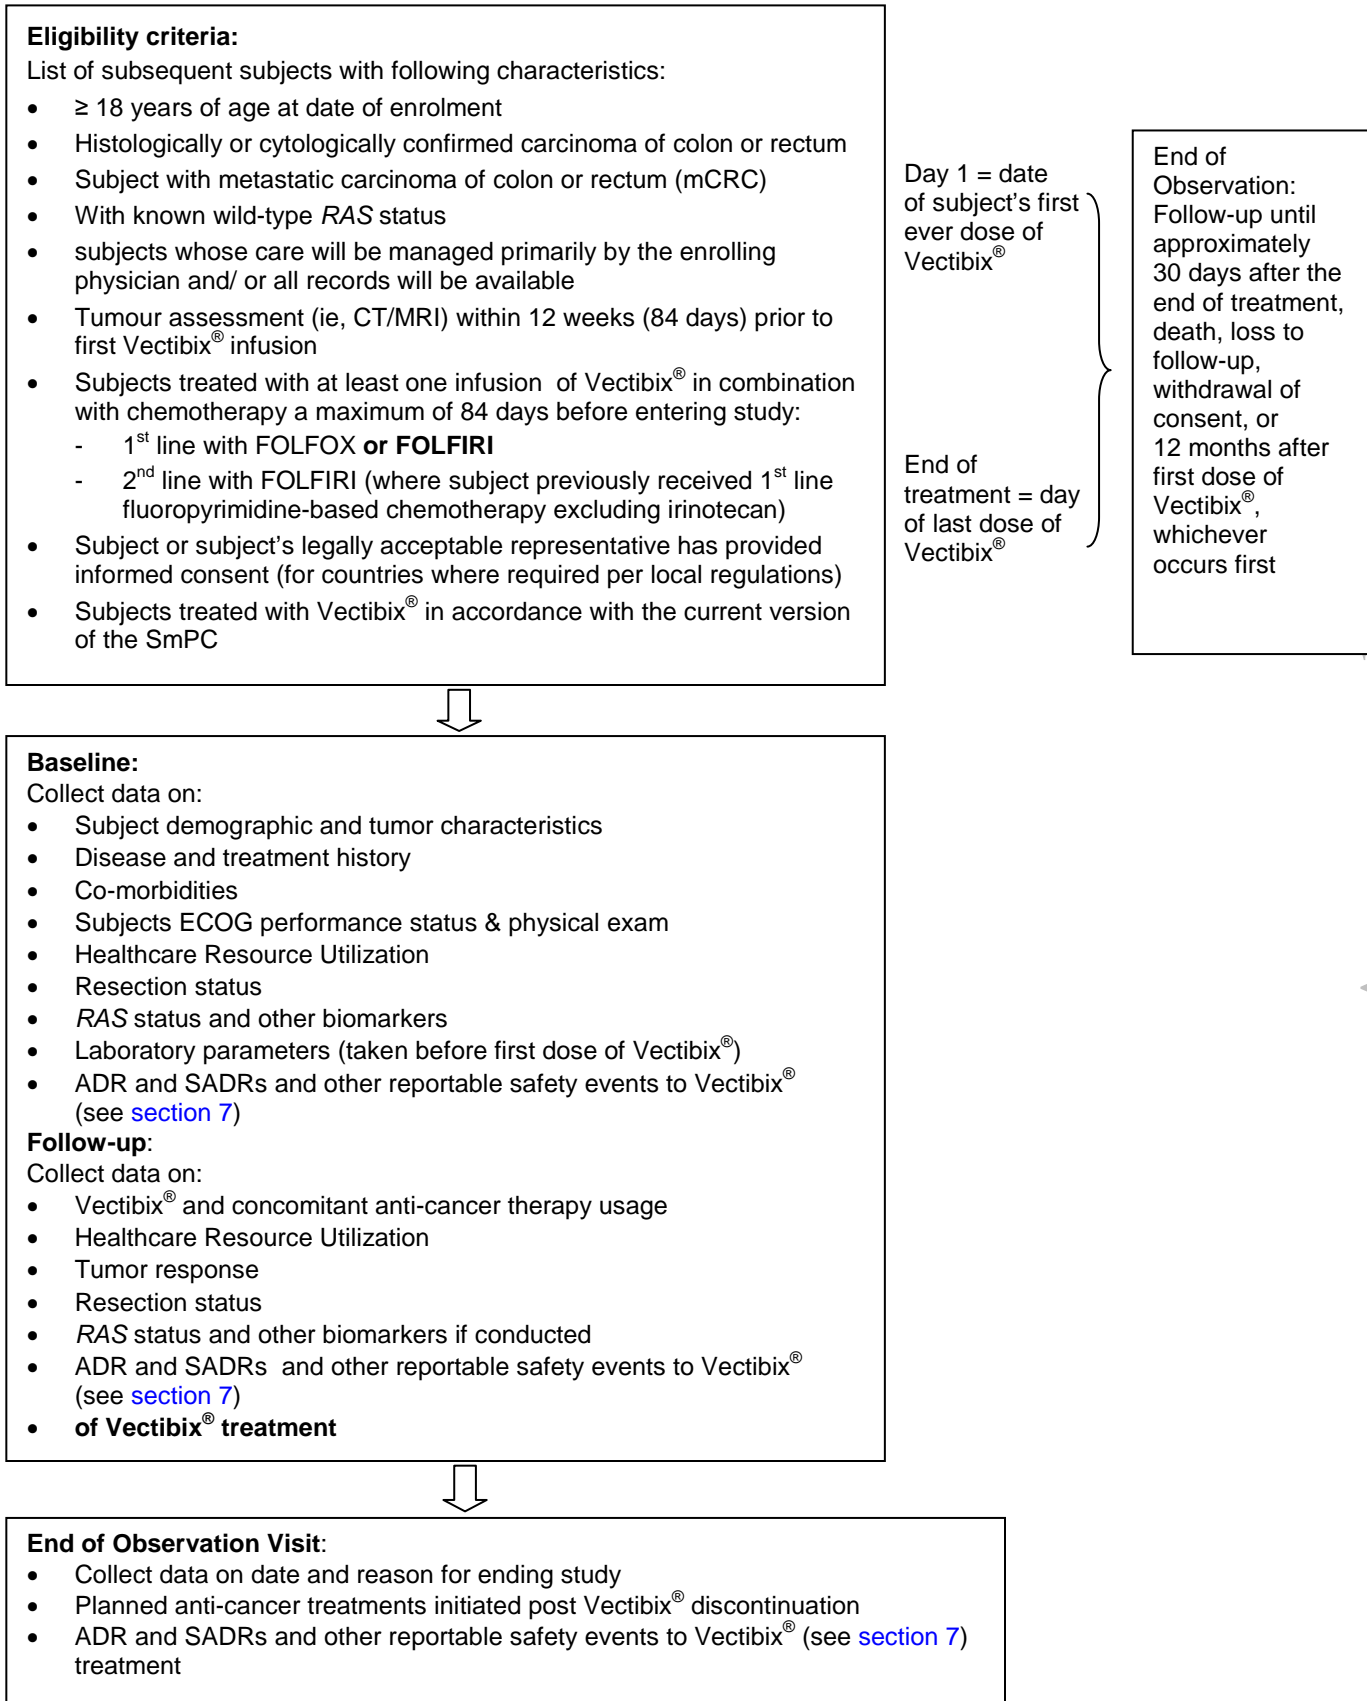 Eligibility criteria:
List of subsequent subjects with following characteristics:
• ≥ 18 years of age at date of enrolment
• Histologically or cytologically confirmed carcinoma of colon or rectum
• Subject with metastatic carcinoma of colon or rectum (mCRC)
• With known wild-type RAS status
• subjects whose care will be managed primarily by the enrolling
physician and/ or all records will be available
• Tumour assessment (ie, CT/MRI) within 12 weeks (84 days) prior to
first Vectibix® infusion
• Subjects treated with at least one infusion of Vectibix® in combination
with chemotherapy a maximum of 84 days before entering study:
- 1st line with FOLFOX or FOLFIRI
- 2nd line with FOLFIRI (where subject previously received 1st line
fluoropyrimidine-based chemotherapy excluding irinotecan)
• Subject or subject's legally acceptable representative has provided
informed consent (for countries where required per local regulations)
• Subjects treated with Vectibix® in accordance with the current version
of the SmPC
Day 1 = date
of subject's first
ever dose of
Vectibix®
End of
treatment = day
of last dose of
Vectibix®
End of
Observation:
Follow-up until
approximately
30 days after the
end of treatment,
death, loss to
follow-up,
withdrawal of
consent, or
12 months after
first dose of
Vectibix®,
whichever
occurs first
Baseline:
Collect data on:
• Subject demographic and tumor characteristics
• Disease and treatment history
• Co-morbidities
• Subjects ECOG performance status & physical exam
• Healthcare Resource Utilization
• Resection status
• RAS status and other biomarkers
• Laboratory parameters (taken before first dose of Vectibix®)
• ADR and SADRs and other reportable safety events to Vectibix®
(see section 7)
Follow-up:
Collect data on:
• Vectibix® and concomitant anti-cancer therapy usage
• Healthcare Resource Utilization
• Tumor response
• Resection status
• RAS status and other biomarkers if conducted
• ADR and SADRs and other reportable safety events to Vectibix®
(see section 7)
• of Vectibix® treatment
End of Observation Visit:
• Collect data on date and reason for ending study
• Planned anti-cancer treatments initiated post Vectibix® discontinuation
• ADR and SADRs and other reportable safety events to Vectibix® (see section 7)
treatment